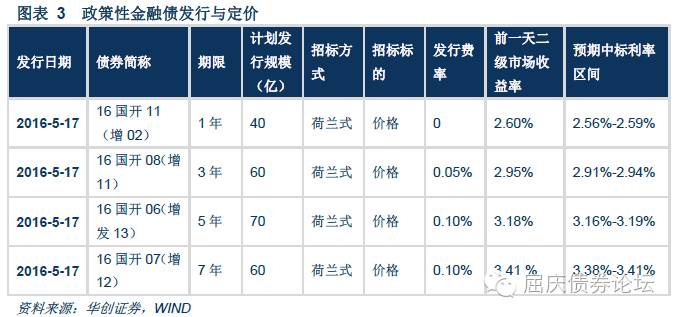 图表 3 政策性金融债发行与定价
发行日期 债券简称 期限 计划发行规模（亿） 招标方式 招标标的 发行费率 前一天二级市场收益率 预期中标利率区间
2016-5-17 16 国开 11（增 02） 1 年 40 荷兰式 价格 0 2.60% 2.56%-2.59%
2016-5-17 16 国开 08（增 11） 3 年 60 荷兰式 价格 0.05% 2.95% 2.91%-2.94%
2016-5-17 16 国开 06（增发 13） 5 年 70 荷兰式 价格 0.10% 3.18% 3.16%-3.19%
2016-5-17 16 国开 07（增 12） 7 年 60 荷兰式 价格 0.10% 3.41 % 3.38%-3.41%
屈庆债券论坛
资料来源：华创证券，WIND